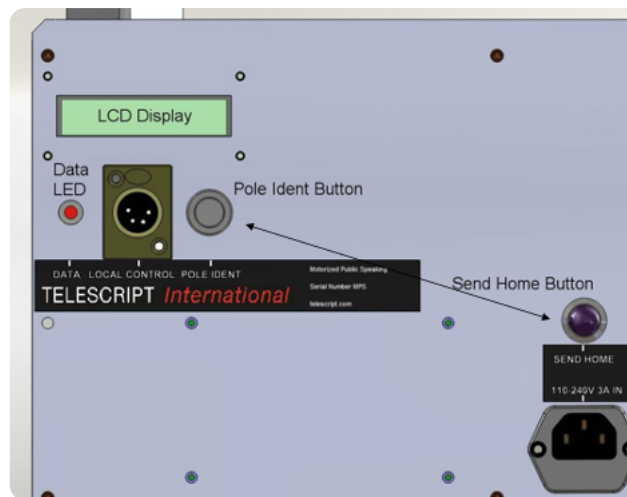 LCD Display
Data
LED
Pole Ident Button
DATA LOCAL CONTROL POLE IDENT
Motorized Public Speaking
TELESCRIPT International
Serial Number MPS
telescript.com
Send Home Button
SEND HOME
110-240V 3A IN